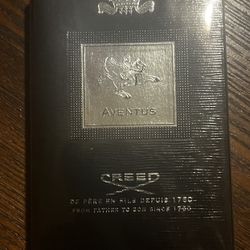 AVENTUS
CREED
DE PÈRE EN FILS DEPUIS 1760
FROM FATHER TO SON SINCE 1760